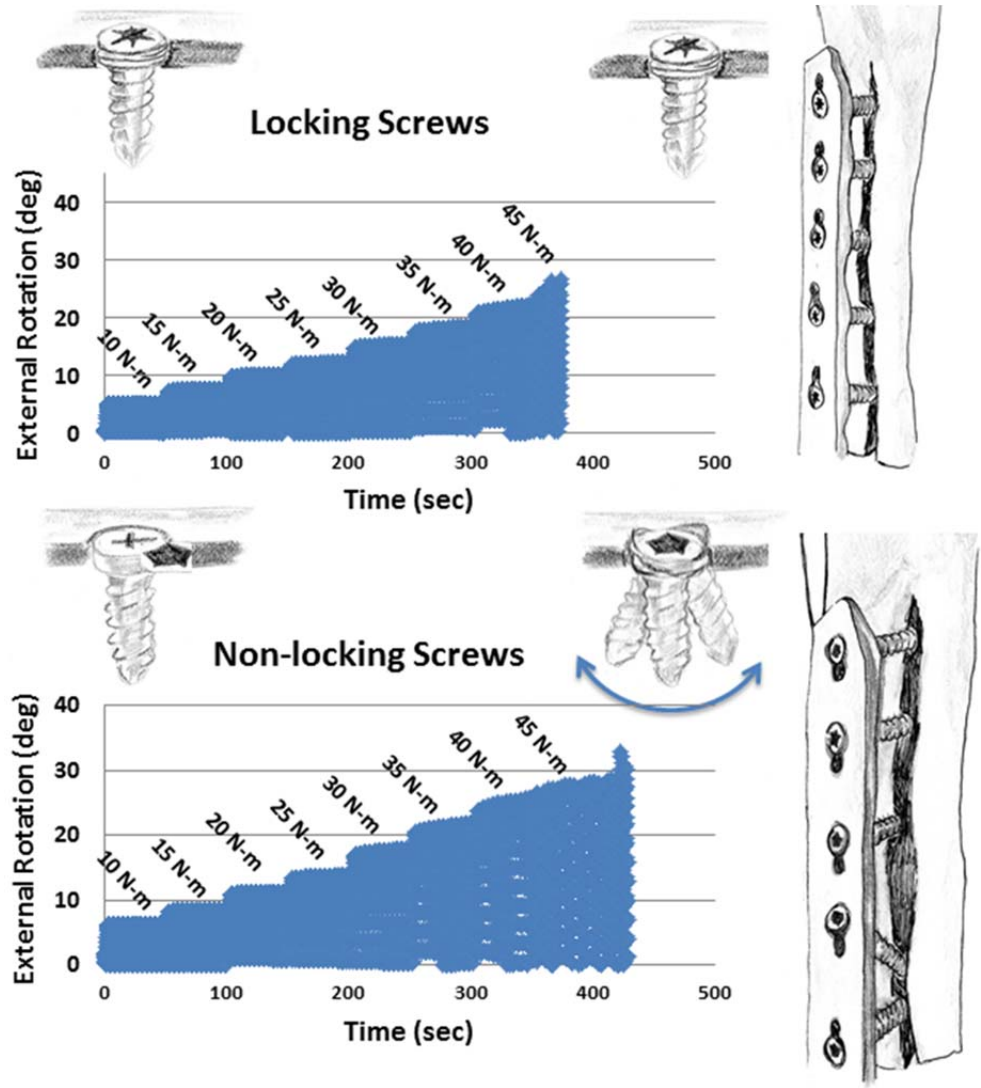 Locking Screws
External Rotation (deg)
40
30
20
10
0
10 N-m
15 N-m
20 N-m
25 N-m
30 N-m
35 N-m
40 N-m
45 N-m
0 100 200 300 400 500
Time (sec)
Non-locking Screws
External Rotation (deg)
40
30
20
10
0
10 N-m
15 N-m
20 N-m
25 N-m
30 N-m
35 N-m
40 N-m
45 N-m
0 100 200 300 400 500
Time (sec)